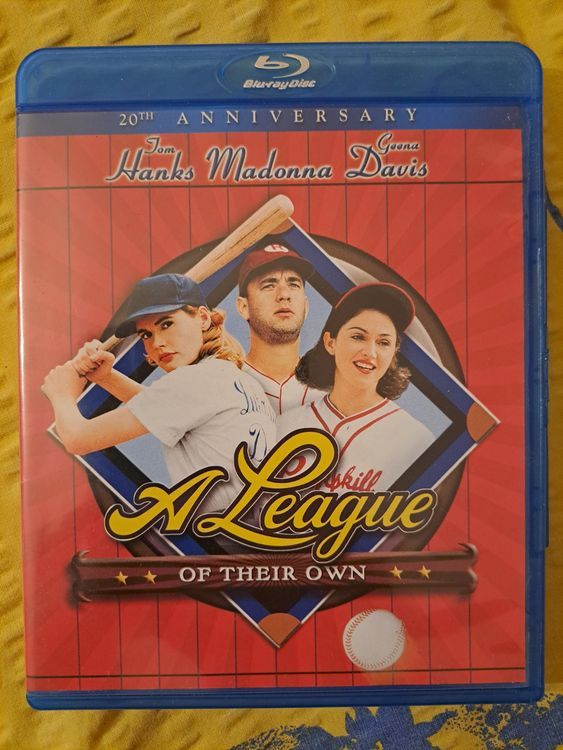 Blu-ray Disc
20TH ANNIVERSARY
Tom Hanks Madonna Geena Davis
A League
OF THEIR OWN